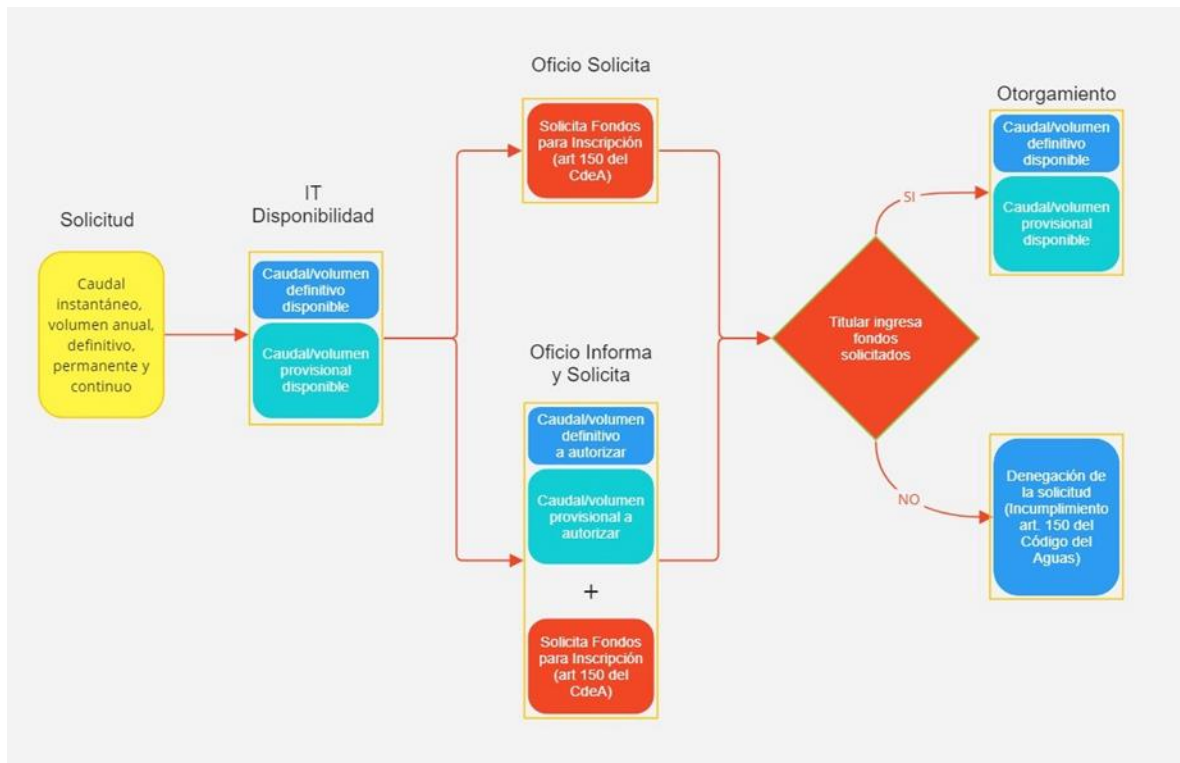 Solicitud
Caudal
instantáneo,
volumen anual,
definitivo,
permanente y
continuo
IT
Disponibilidad
Caudal/volumen
definitivo
disponible
Caudal/volumen
provisional
disponible
Oficio Solicita
Solicita Fondos
para Inscripción
(art 150 del
CdeA)
Oficio Informa
y Solicita
Caudal/volumen
definitivo
a autorizar
Caudal/volumen
provisional a
autorizar
+
Solicita Fondos
para Inscripción
(art 150 del
CdeA)
Titular ingresa
fondos
solicitados
SI
NO
Otorgamiento
Caudal/volumen
definitivo
disponible
Caudal/volumen
provisional
disponible
Denegación de
la solicitud
(Incumplimiento
art. 150 del
Código del
Aguas)